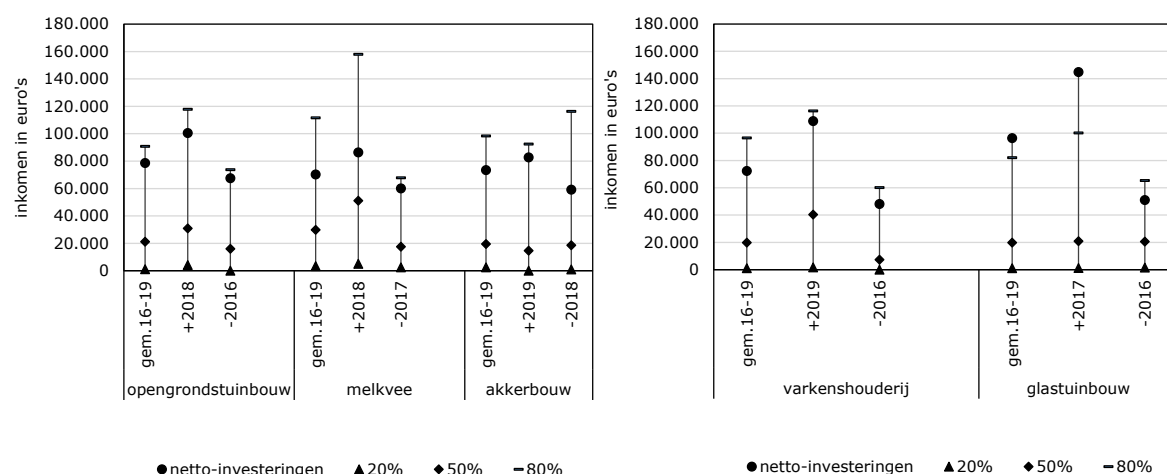 180.000
160.000
140.000
120.000
100.000
80.000
60.000
40.000
20.000
0
inkomen in euro's
gem.16-19
+2018
-2016
gem.16-19
+2018
-2017
gem.16-19
+2019
-2018
opengrondstuinbouw
melkvee
akkerbouw
netto-investeringen 20% 50% 80%
180.000
160.000
140.000
120.000
100.000
80.000
60.000
40.000
20.000
0
inkomen in euro's
gem.16-19
+2019
-2016
gem.16-19
+2017
-2016
varkenshouderij
glastuinbouw
netto-investeringen 20% 50% 80%